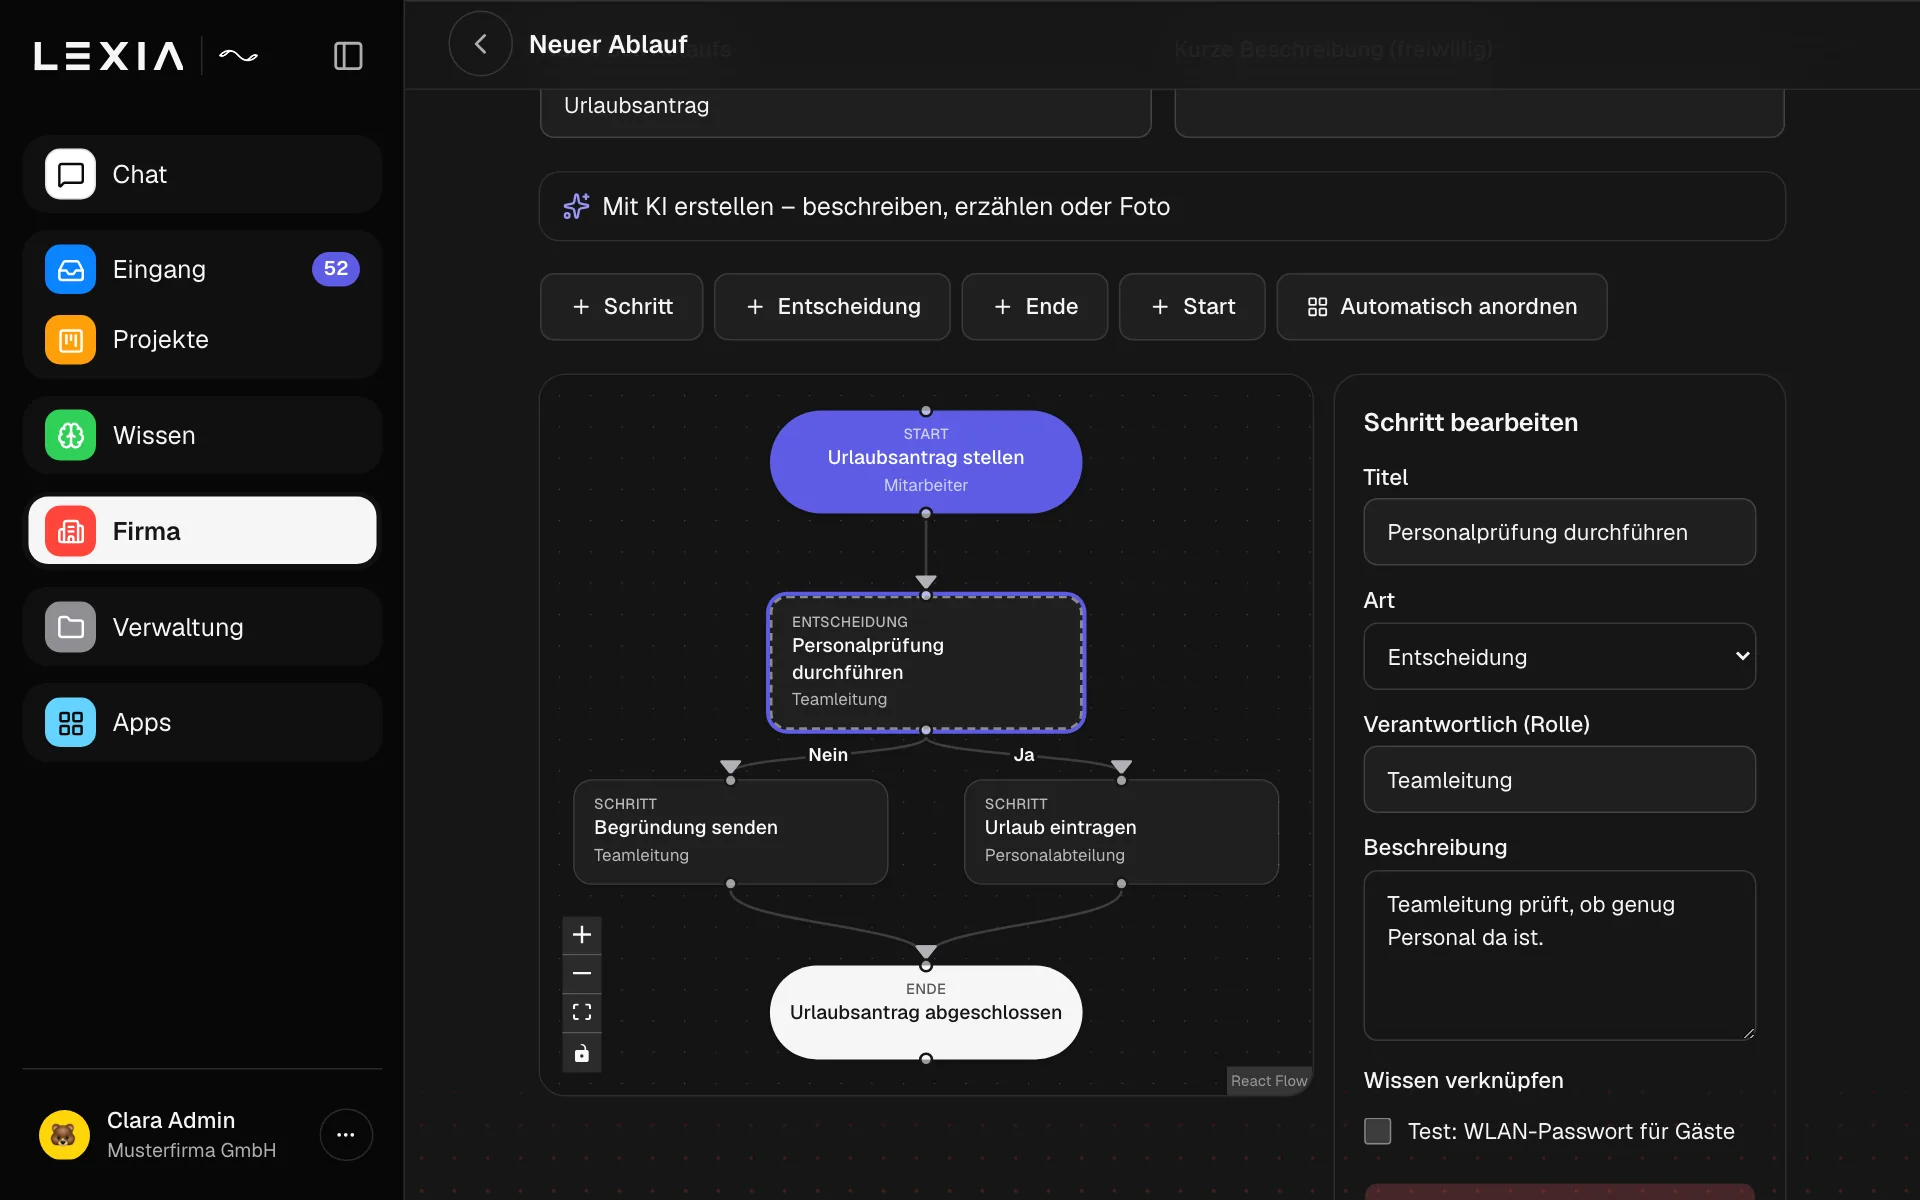 LEXIA
Chat
Eingang
52
Projekte
Wissen
Firma
Verwaltung
Apps
Clara Admin
Musterfirma GmbH
Neuer Ablauf
Kurze Beschreibung (freiwillig)
Urlaubsantrag
Mit KI erstellen – beschreiben, erzählen oder Foto
Schritt
Entscheidung
Ende
Start
Automatisch anordnen
START
Urlaubsantrag stellen
Mitarbeiter
ENTSCHEIDUNG
Personalprüfung
durchführen
Teamleitung
Nein
Ja
SCHRITT
Begründung senden
Teamleitung
SCHRITT
Urlaub eintragen
Personalabteilung
ENDE
Urlaubsantrag abgeschlossen
React Flow
Schritt bearbeiten
Titel
Personalprüfung durchführen
Art
Entscheidung
Verantwortlich (Rolle)
Teamleitung
Beschreibung
Teamleitung prüft, ob genug
Personal da ist.
Wissen verknüpfen
Test: WLAN-Passwort für Gäste